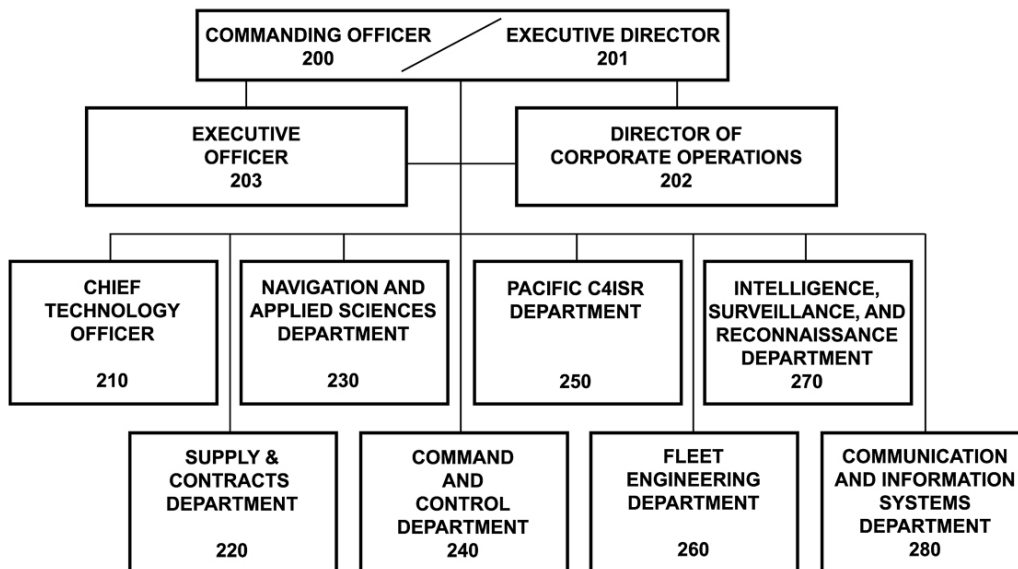 COMMANDING OFFICER
200
EXECUTIVE DIRECTOR
201
EXECUTIVE
OFFICER
203
DIRECTOR OF
CORPORATE OPERATIONS
202
CHIEF
TECHNOLOGY
OFFICER
210
NAVIGATION AND
APPLIED SCIENCES
DEPARTMENT
230
PACIFIC C4ISR
DEPARTMENT
250
INTELLIGENCE,
SURVEILLANCE, AND
RECONNAISSANCE
DEPARTMENT
270
SUPPLY &
CONTRACTS
DEPARTMENT
220
COMMAND
AND
CONTROL
DEPARTMENT
240
FLEET
ENGINEERING
DEPARTMENT
260
COMMUNICATION
AND INFORMATION
SYSTEMS
DEPARTMENT
280